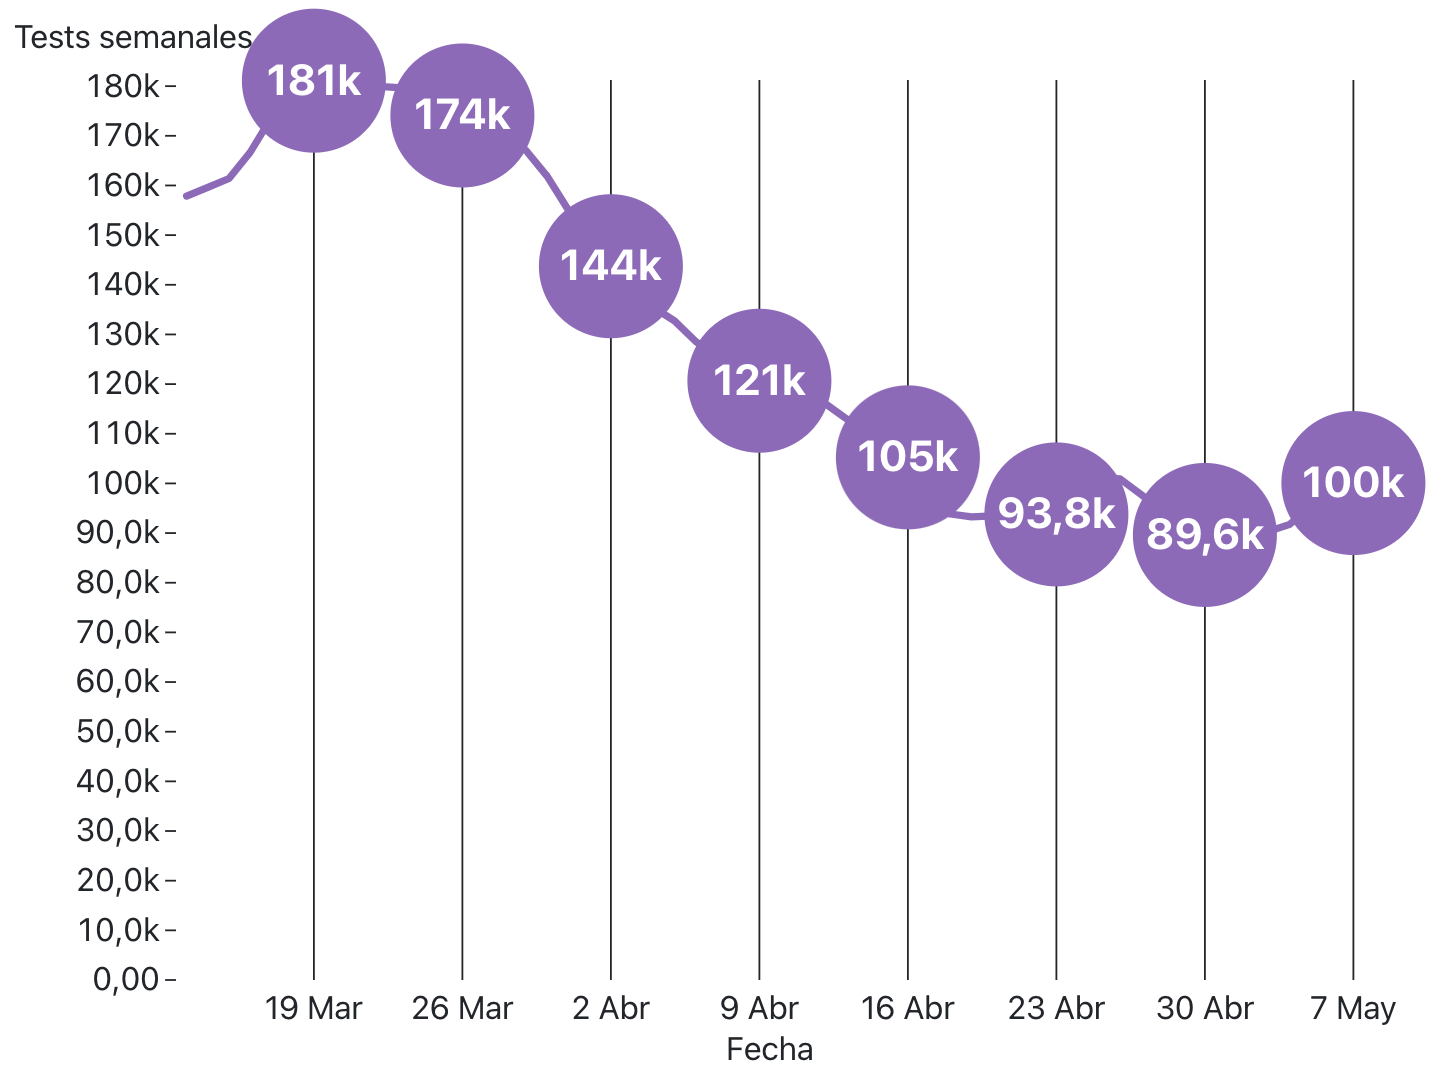 Tests semanales
181k
174k
144k
121k
105k
93,8k
89,6k
100k
180k
170k
160k
150k
140k
130k
120k
110k
100k
90,0k
80,0k
70,0k
60,0k
50,0k
40,0k
30,0k
20,0k
10,0k
0,00
19 Mar 26 Mar 2 Abr 9 Abr 16 Abr 23 Abr 30 Abr 7 May
Fecha